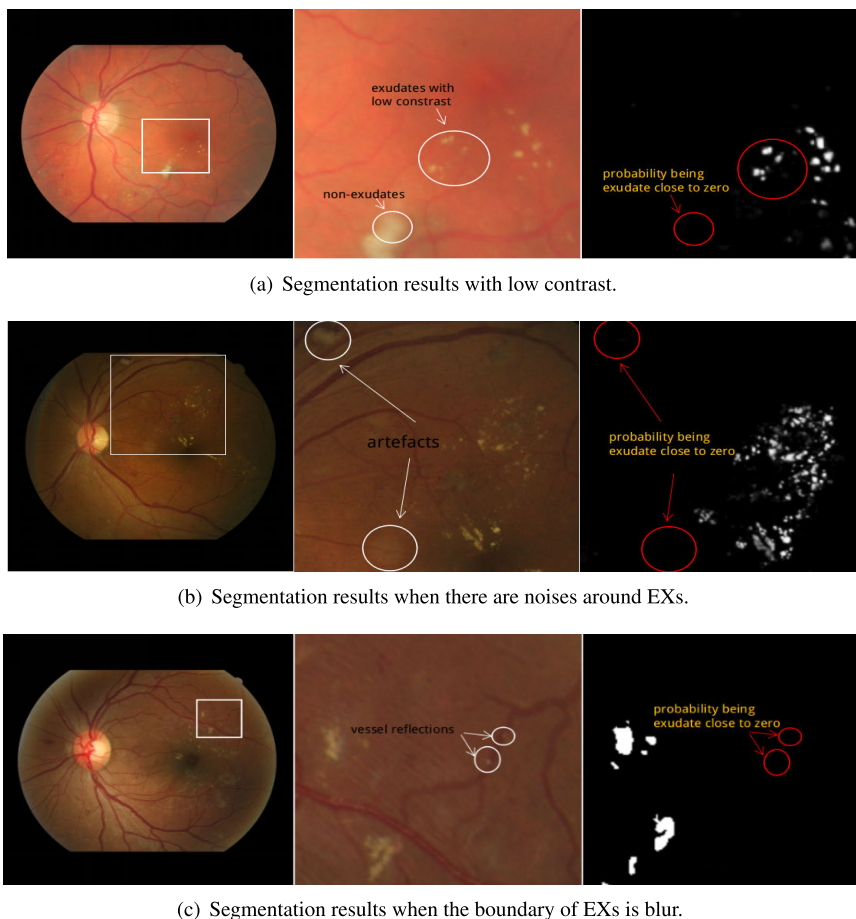 exudates with
low constrast
non-exudates
probability being
exudate close to zero
(a) Segmentation results with low contrast.
artefacts
probability being
exudate close to zero
(b) Segmentation results when there are noises around EXs.
vessel reflections
probability being
exudate close to zero
(c) Segmentation results when the boundary of EXs is blur.